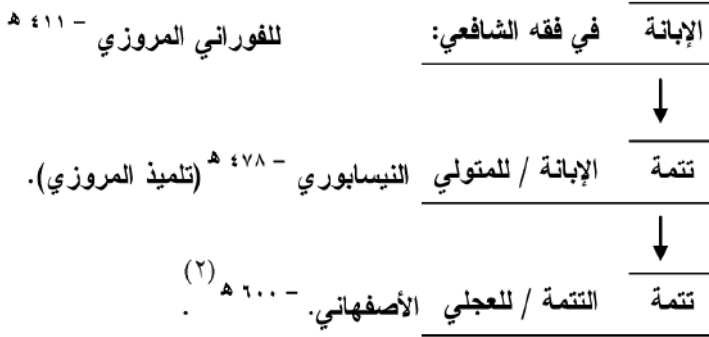 الإبانة في فقه الشافعي: للفوراني المروزي – ٤١١ هـ
تتمة الإبانة / للمتولي النيسابوري – ٤٧٨ هـ (تلميذ المروزي).
تتمة التتمة / للعجلي الأصفهاني. – ٦٠٠ هـ (٢).